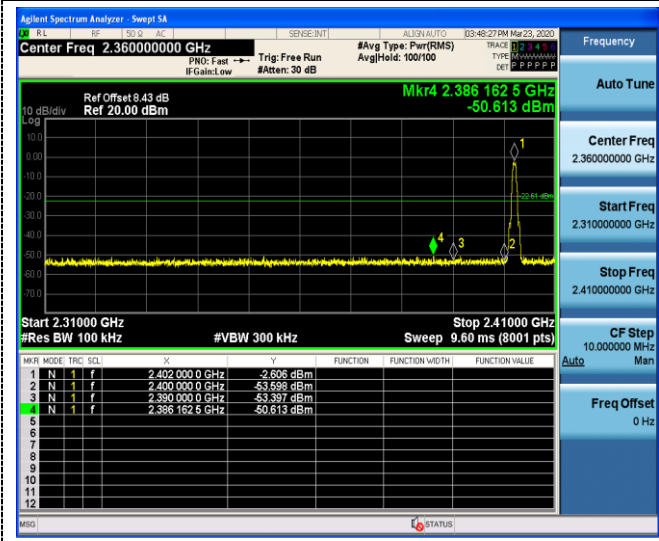 Agilent Spectrum Analyzer - Swept SA
RL RF 50 Ω AC SENSE:INT ALIGN AUTO 03:48:27 PM Mar 23, 2020
Center Freq 2.360000000 GHz
PNO: Fast
IFGain:Low
Trig: Free Run
#Atten: 30 dB
#Avg Type: Pwr(RMS)
Avg|Hold: 100/100
TRACE 1 2 3 4 5 6
TYPE M
DET P P P P P P
Mkr4 2.386 162 5 GHz
-50.613 dBm
Ref Offset 8.43 dB
10 dB/div Ref 20.00 dBm
Log
10.0
0.00
-10.0
-20.0
-30.0
-40.0
-50.0
-60.0
-70.0
1
-22.61 dBm
4 3 2
Start 2.31000 GHz Stop 2.41000 GHz
#Res BW 100 kHz #VBW 300 kHz Sweep 9.60 ms (8001 pts)
MKR MODE TRC SCL X Y FUNCTION FUNCTION WIDTH FUNCTION VALUE
1 N 1 f 2.402 000 0 GHz -2.606 dBm
2 N 1 f 2.400 000 0 GHz -53.598 dBm
3 N 1 f 2.390 000 0 GHz -53.397 dBm
4 N 1 f 2.386 162 5 GHz -50.613 dBm
5
6
7
8
9
10
11
12
MSG STATUS
Frequency
Auto Tune
Center Freq
2.360000000 GHz
Start Freq
2.310000000 GHz
Stop Freq
2.410000000 GHz
CF Step
10.000000 MHz
Auto Man
Freq Offset
0 Hz